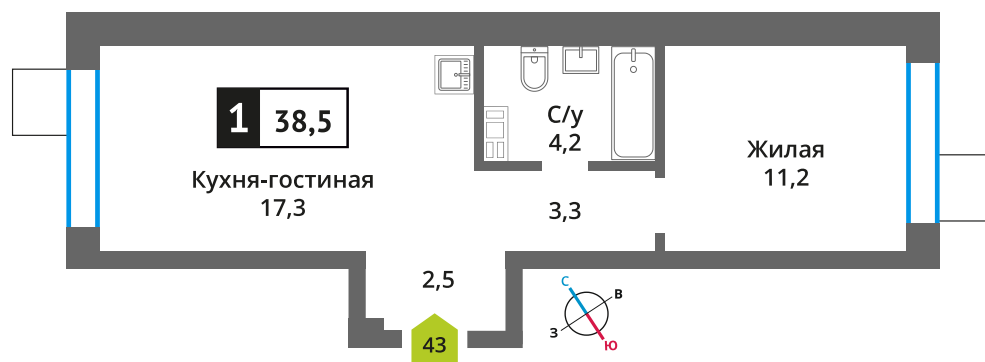 1 38,5
Кухня-гостиная
17,3
С/у
4,2
Жилая
11,2
3,3
2,5
43
С
В
З
Ю